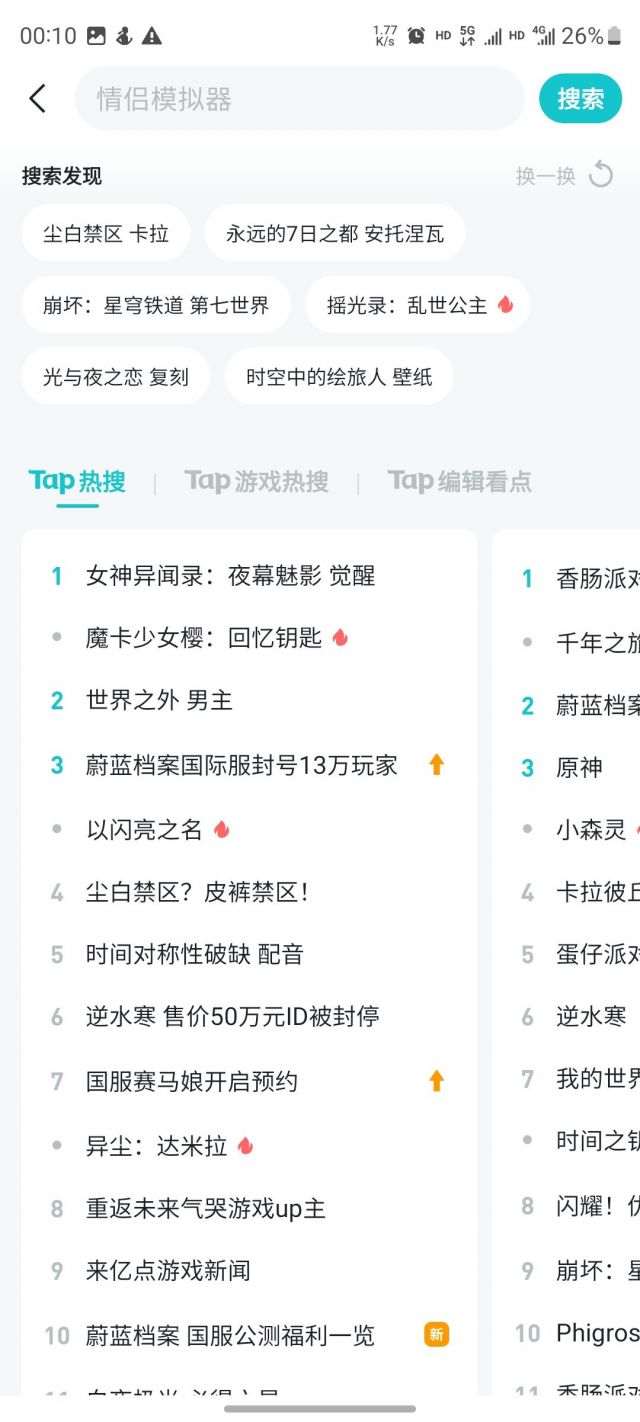 00:10 1.77 K/s HD 5G HD 4G 26%
情侣模拟器 搜索
搜索发现 换一换
尘白禁区 卡拉 永远的7日之都 安托涅瓦
崩坏：星穹铁道 第七世界 摇光录：乱世公主
光与夜之恋 复刻 时空中的绘旅人 壁纸
Tap热搜 Tap游戏热搜 Tap编辑看点
1 女神异闻录：夜幕魅影 觉醒
魔卡少女樱：回忆钥匙
2 世界之外 男主
3 蔚蓝档案国际服封号13万玩家
以闪亮之名
4 尘白禁区？皮裤禁区！
5 时间对称性破缺 配音
6 逆水寒 售价50万元ID被封停
7 国服赛马娘开启预约
异尘：达米拉
8 重返未来气哭游戏up主
9 来亿点游戏新闻
10 蔚蓝档案 国服公测福利一览 新
1 香肠派对
千年之旅
2 蔚蓝档案
3 原神
小森灵
4 卡拉彼丘
5 蛋仔派对
6 逆水寒
7 我的世界
时间之
8 闪耀！优
9 崩坏：星
10 Phigros
11